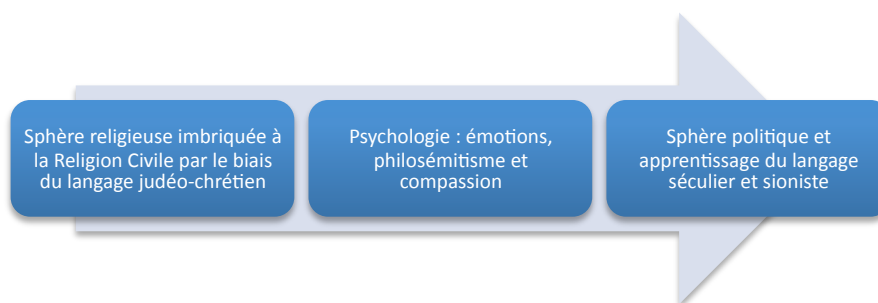 Sphère religieuse imbriquée à
la Religion Civile par le biais
du langage judéo-chrétien
Psychologie : émotions,
philosémitisme et
compassion
Sphère politique et
apprentissage du langage
séculier et sioniste